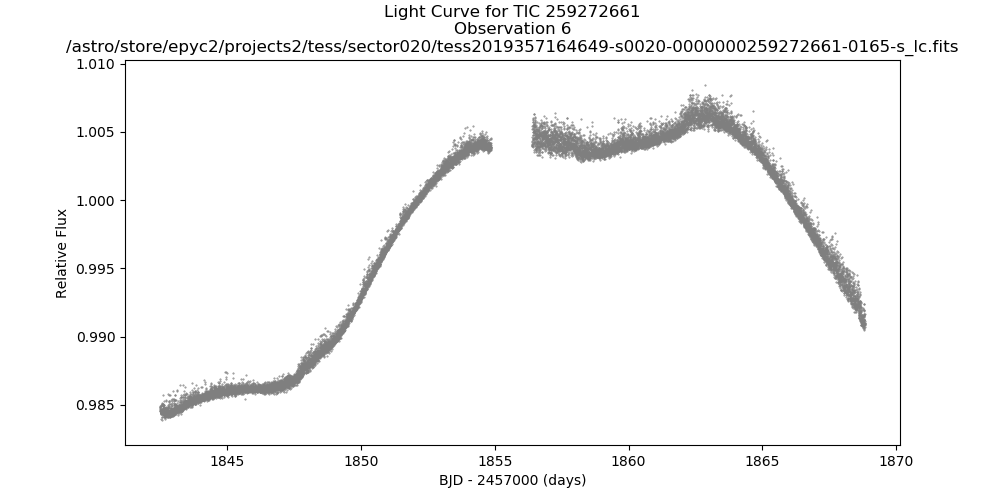 Light Curve for TIC 259272661
Observation 6
/astro/store/epyc2/projects2/tess/sector020/tess2019357164649-s0020-0000000259272661-0165-s_lc.fits
1.010
1.005
1.000
0.995
0.990
0.985
Relative Flux
1845
1850
1855
1860
1865
1870
BJD - 2457000 (days)